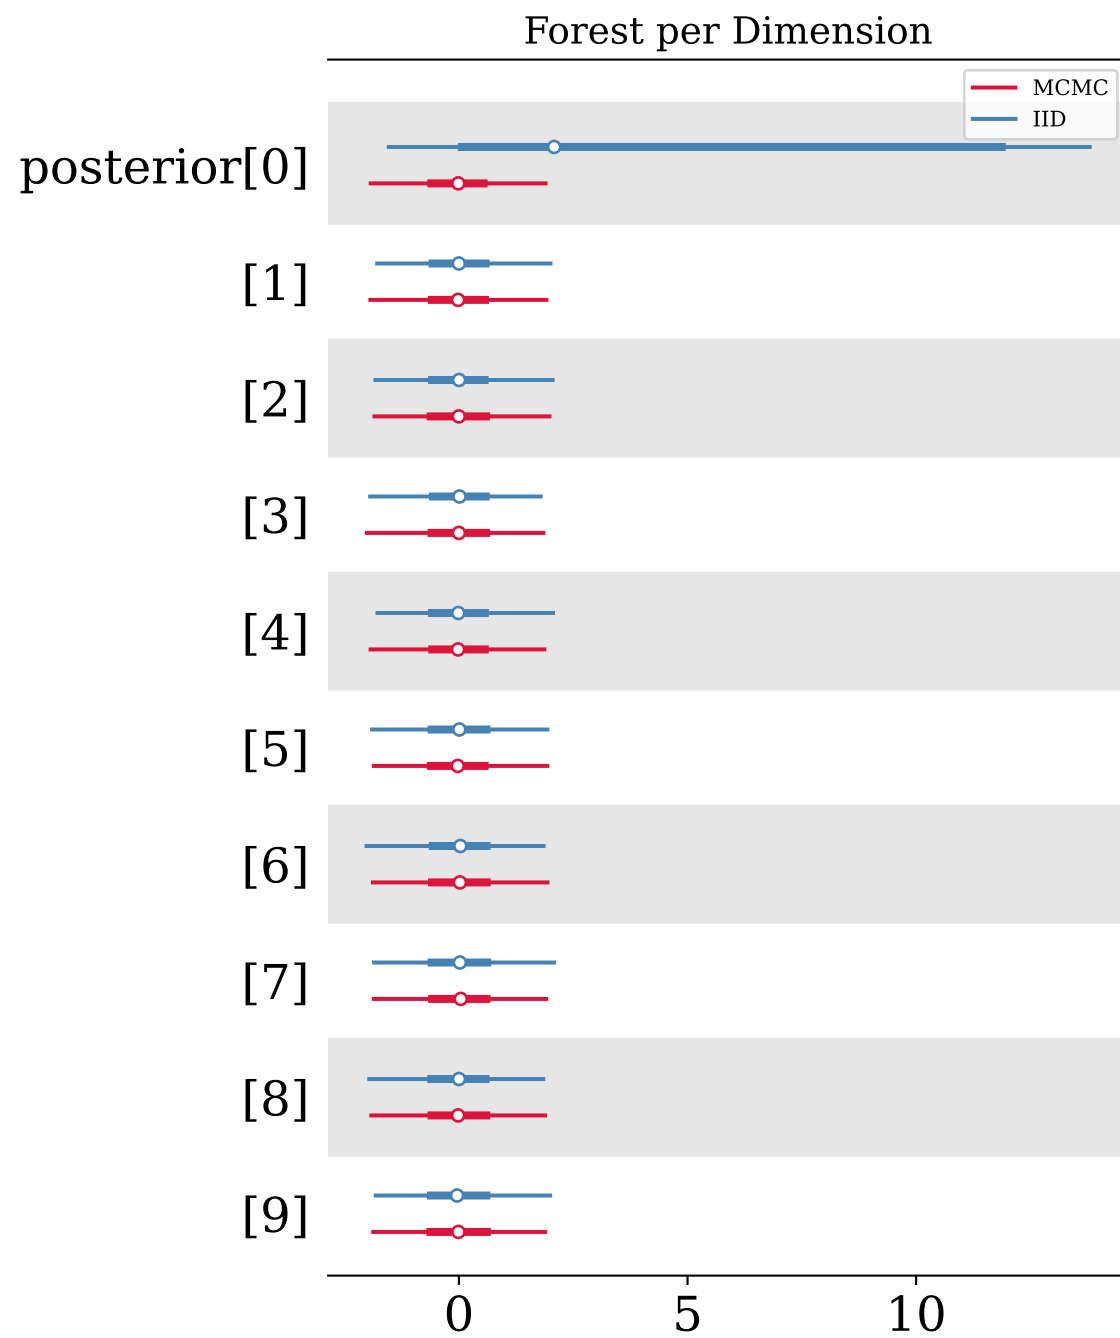 Forest per Dimension
MCMC
IID
posterior[0]
[1]
[2]
[3]
[4]
[5]
[6]
[7]
[8]
[9]
0 5 10